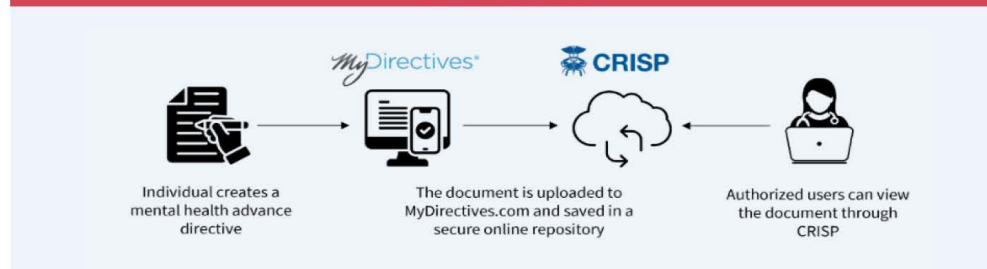 MyDirectives®
CRISP
Individual creates a
mental health advance
directive
The document is uploaded to
MyDirectives.com and saved in a
secure online repository
Authorized users can view
the document through
CRISP